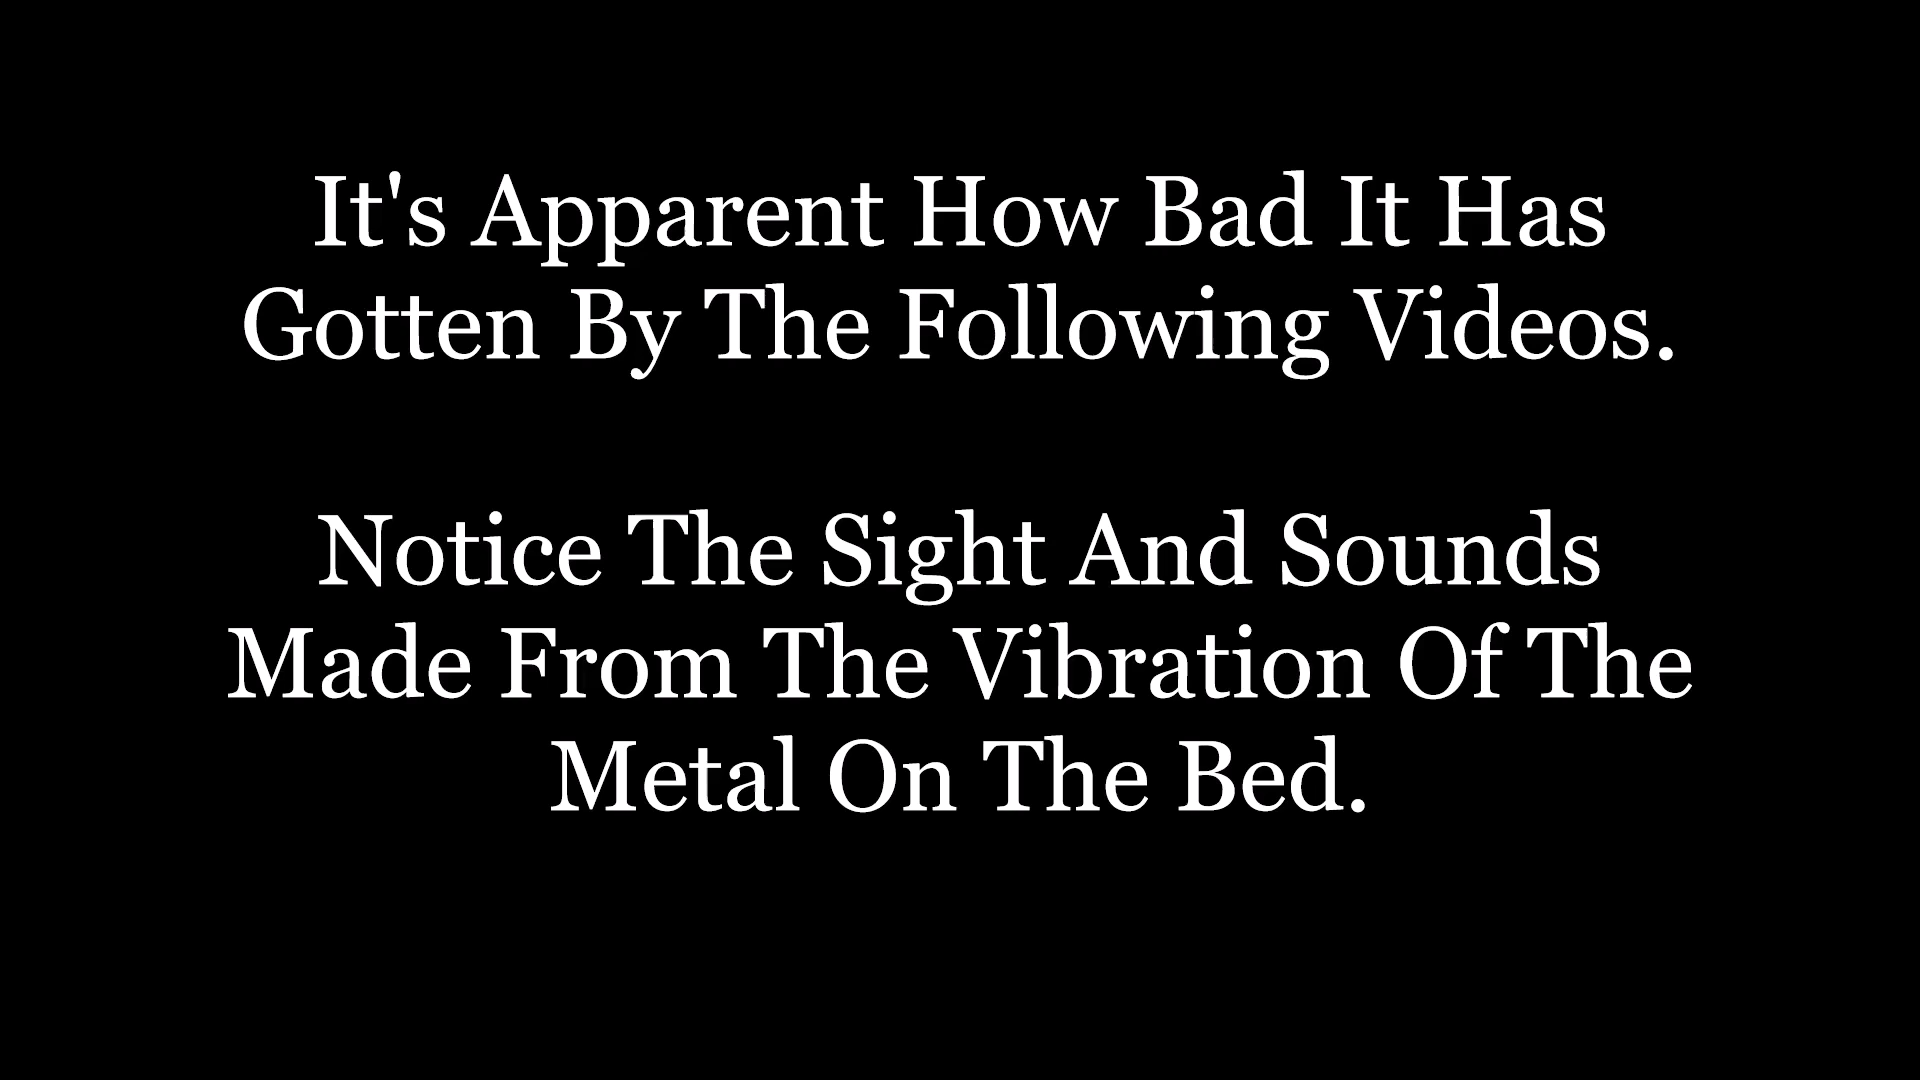 It's Apparent How Bad It Has
Gotten By The Following Videos.
Notice The Sight And Sounds
Made From The Vibration Of The
Metal On The Bed.